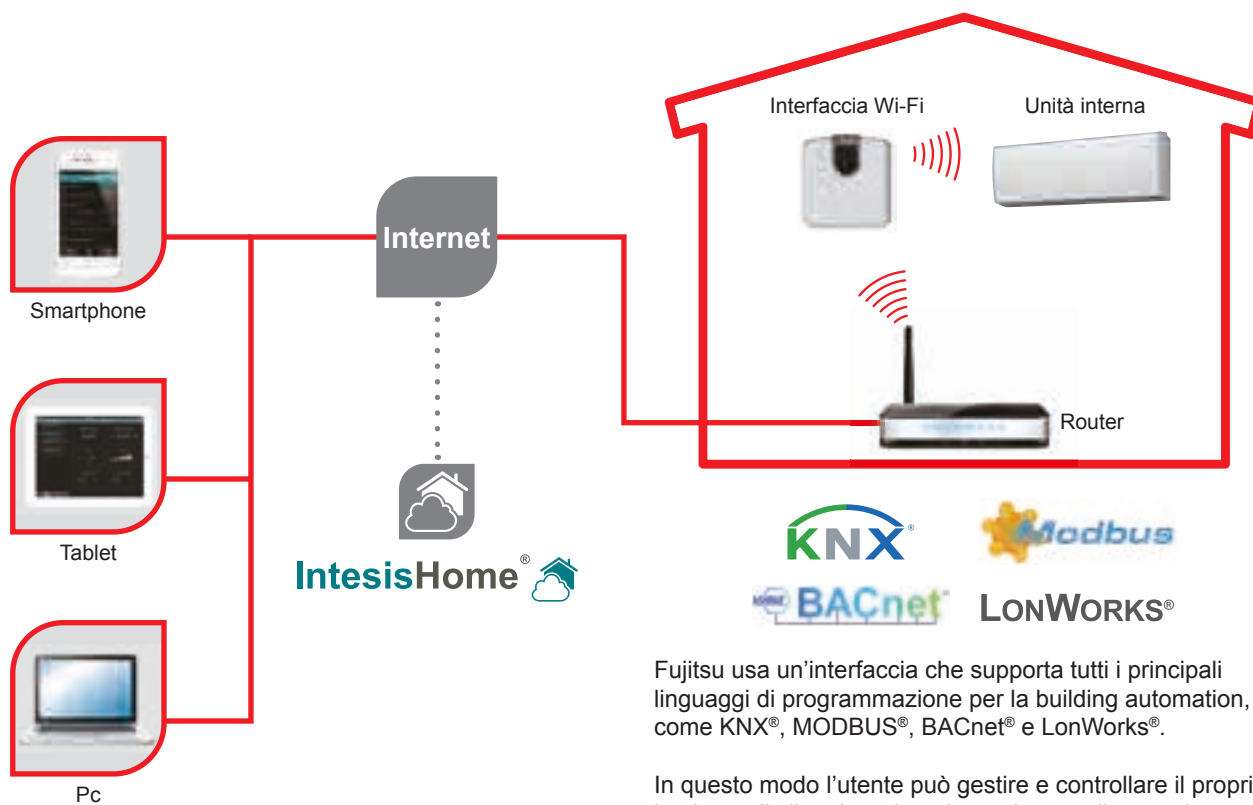 Interfaccia Wi-Fi
Unità interna
Internet
Smartphone
Router
Tablet
IntesisHome®
KNX®
Modbus
BACnet™
LONWORKS®
Pc
Fujitsu usa un’interfaccia che supporta tutti i principali
linguaggi di programmazione per la building automation,
come KNX®, MODBUS®, BACnet® e LonWorks®.
In questo modo l’utente può gestire e controllare il propri